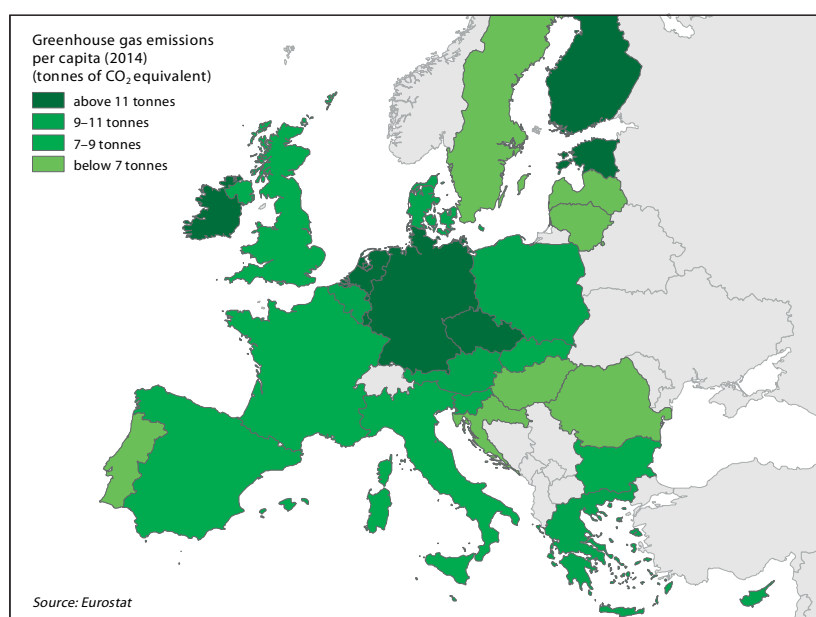 Greenhouse gas emissions
per capita (2014)
(tonnes of CO₂ equivalent)
above 11 tonnes
9–11 tonnes
7–9 tonnes
below 7 tonnes
Source: Eurostat